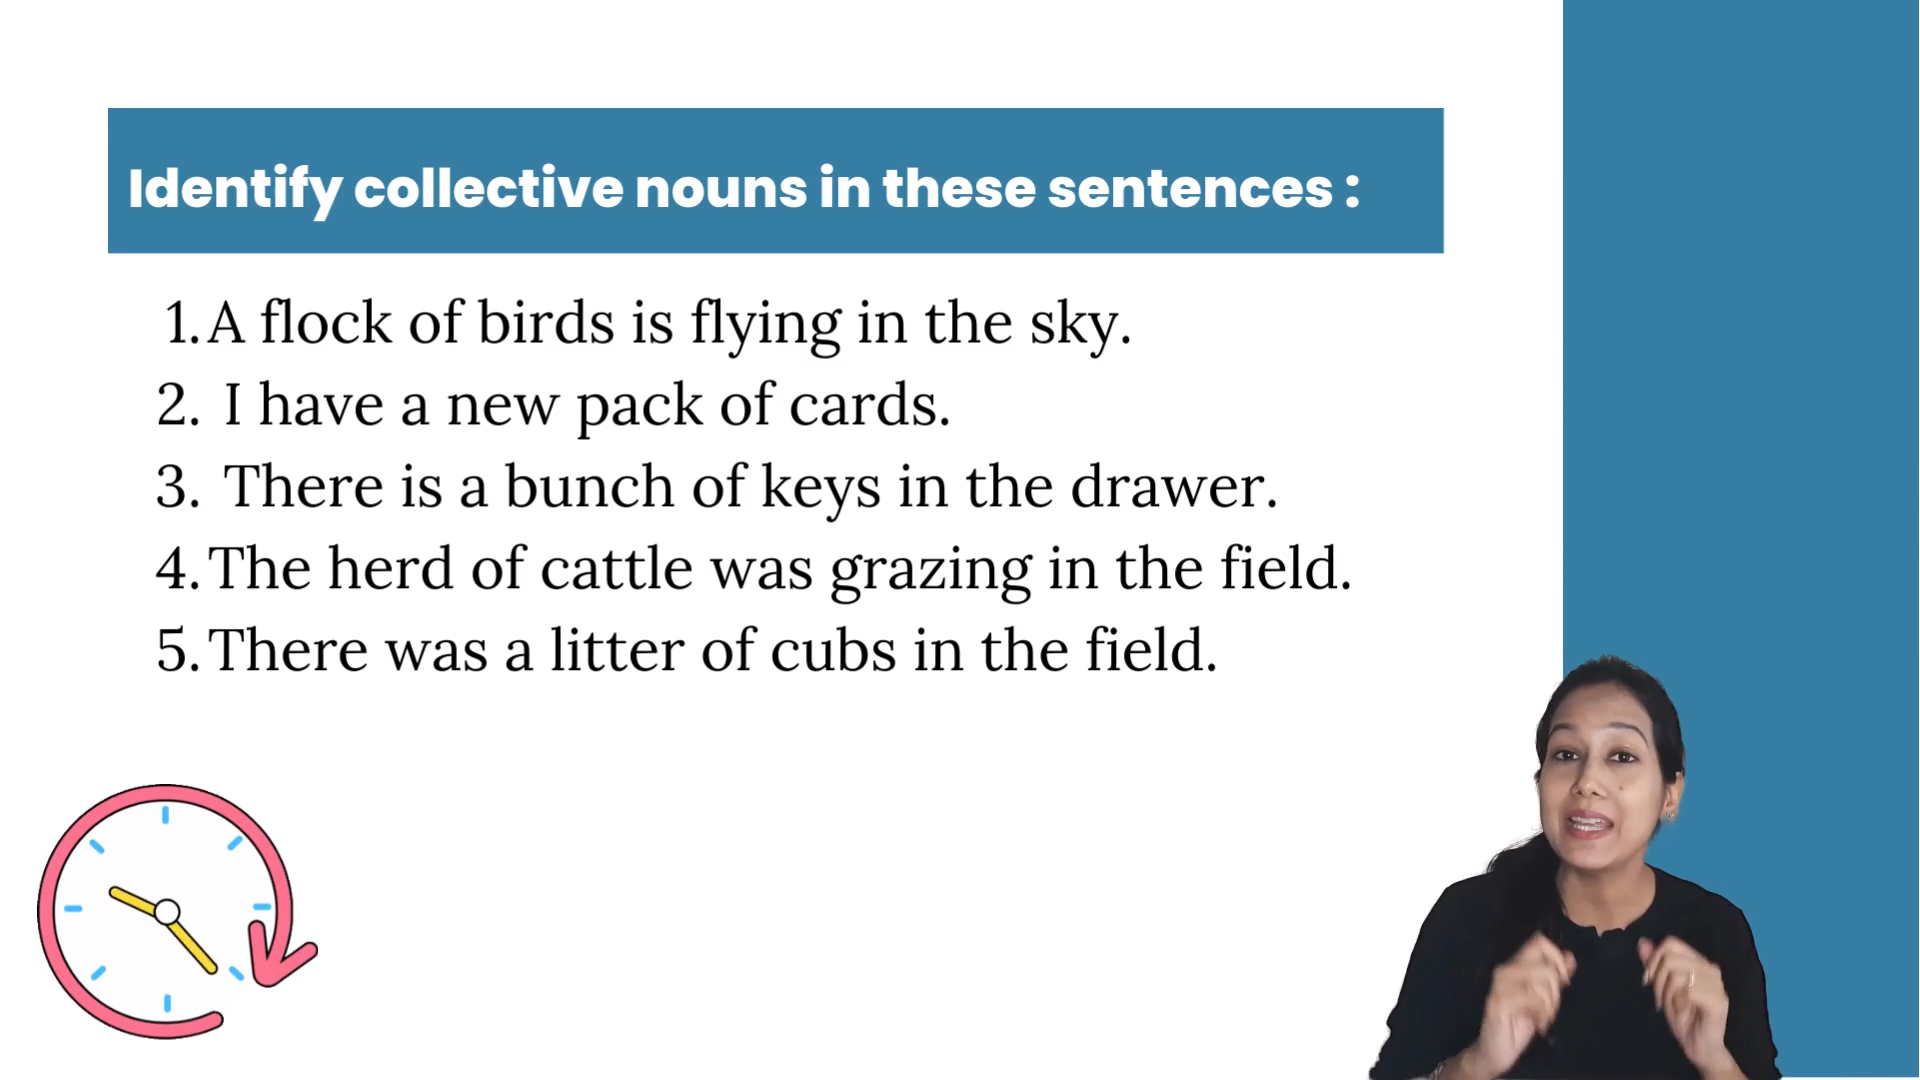 Identify collective nouns in these sentences :
1. A flock of birds is flying in the sky.
2. I have a new pack of cards.
3. There is a bunch of keys in the drawer.
4. The herd of cattle was grazing in the field.
5. There was a litter of cubs in the field.